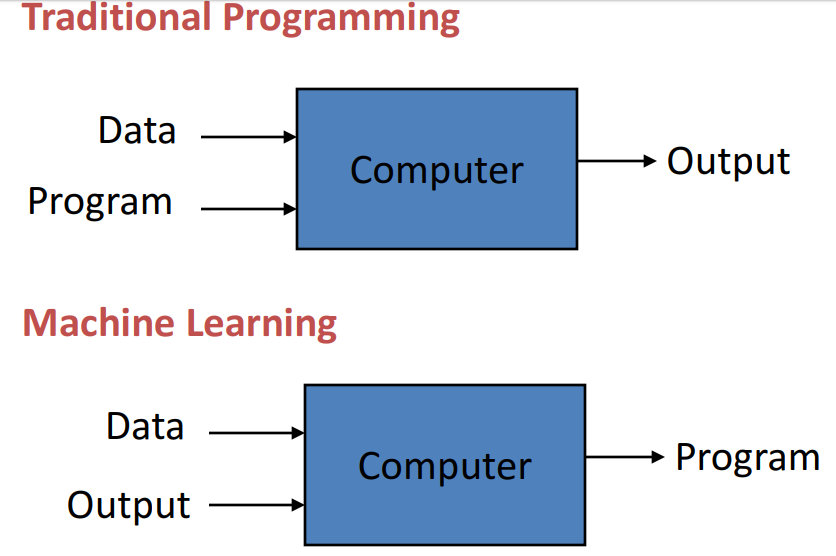 Traditional Programming
Data
Program
Computer
Output
Machine Learning
Data
Output
Computer
Program